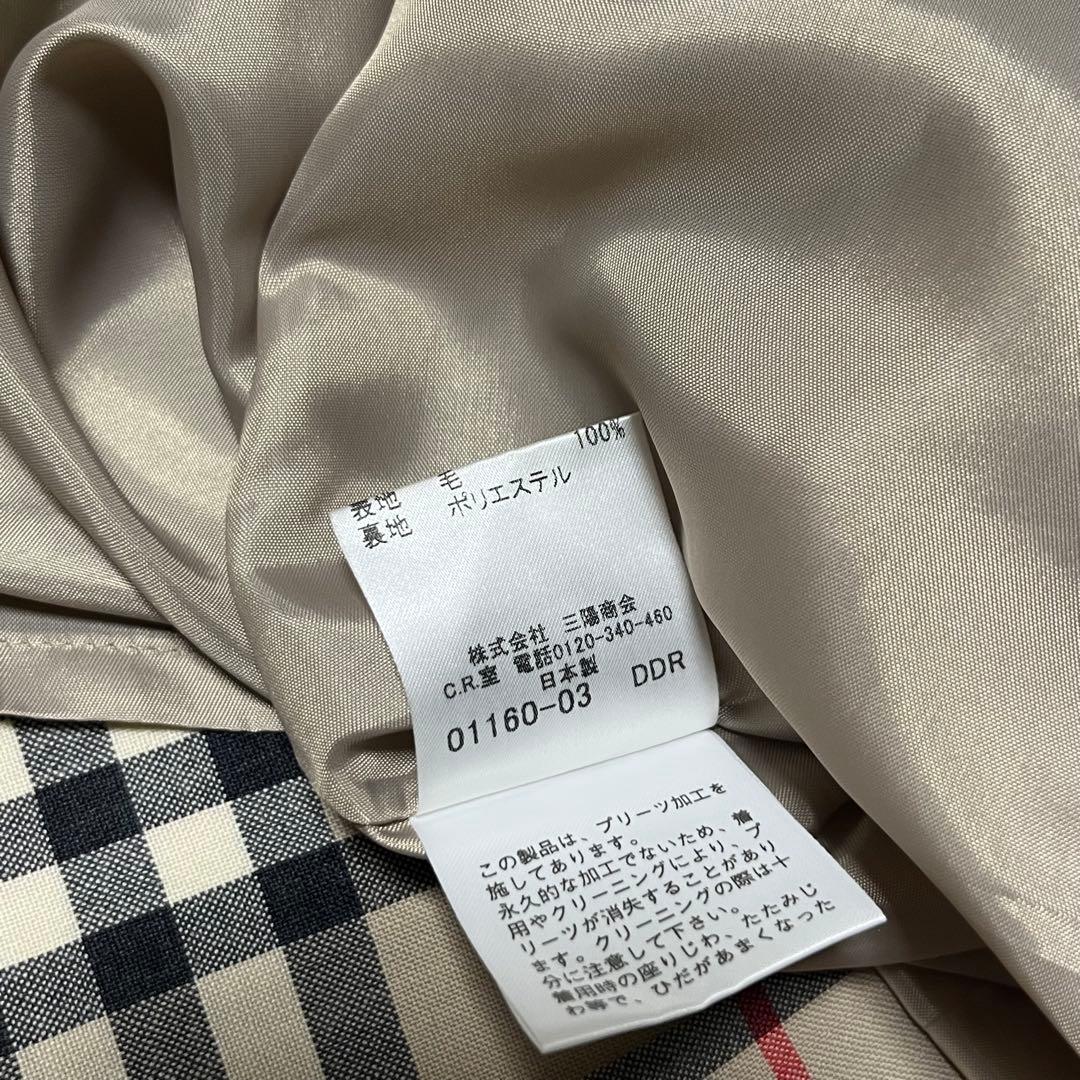 表地 毛 100%
裏地 ポリエステル
株式会社 三陽商会
C.R.室 電話0120-340-460
日本製
01160-03 DDR
この製品は、プリーツ加工を
施してあります。
永久的な加工でないため、着
用やクリーニングにより、プ
リーツが消失することがあり
ます。クリーニングの際は十
分に注意して下さい。
着用時の座りじわ、たたみじ
わ等で、ひだがあまくなった